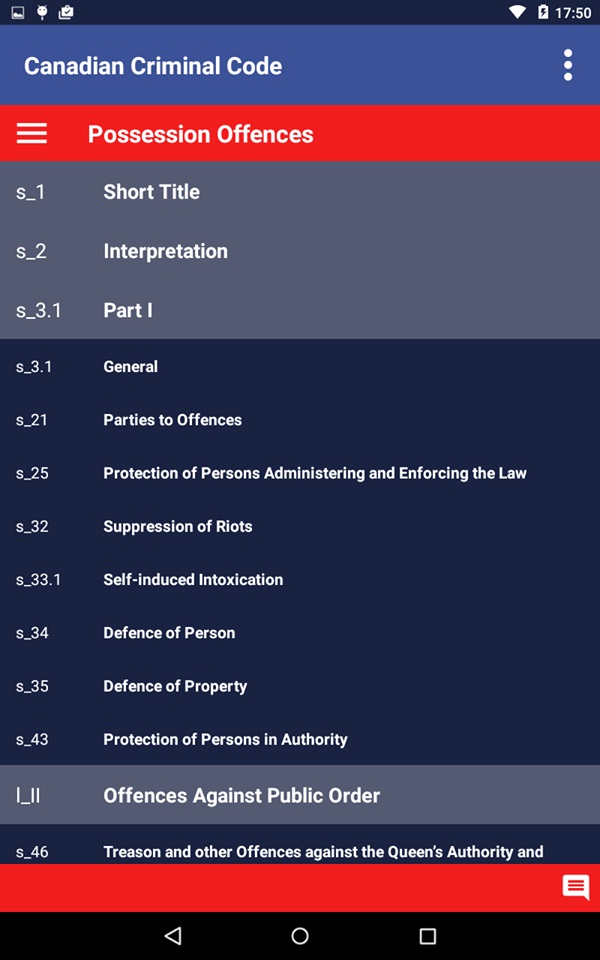 17:50
Canadian Criminal Code
Possession Offences
s_1 Short Title
s_2 Interpretation
s_3.1 Part I
s_3.1 General
s_21 Parties to Offences
s_25 Protection of Persons Administering and Enforcing the Law
s_32 Suppression of Riots
s_33.1 Self-induced Intoxication
s_34 Defence of Person
s_35 Defence of Property
s_43 Protection of Persons in Authority
l_II Offences Against Public Order
s_46 Treason and other Offences against the Queen’s Authority and